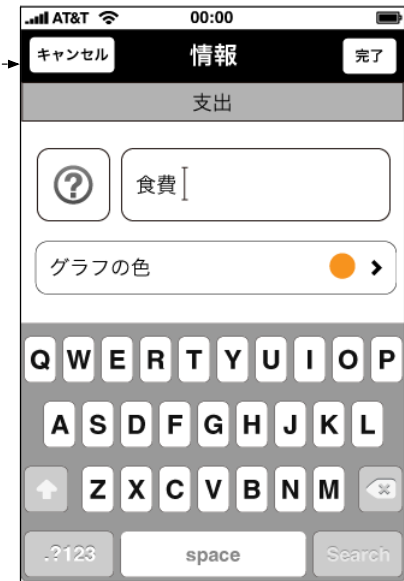 AT&T 00:00
キャンセル 情報 完了
支出
食費
グラフの色
Q W E R T Y U I O P
A S D F G H J K L
Z X C V B N M
.?123 space Search